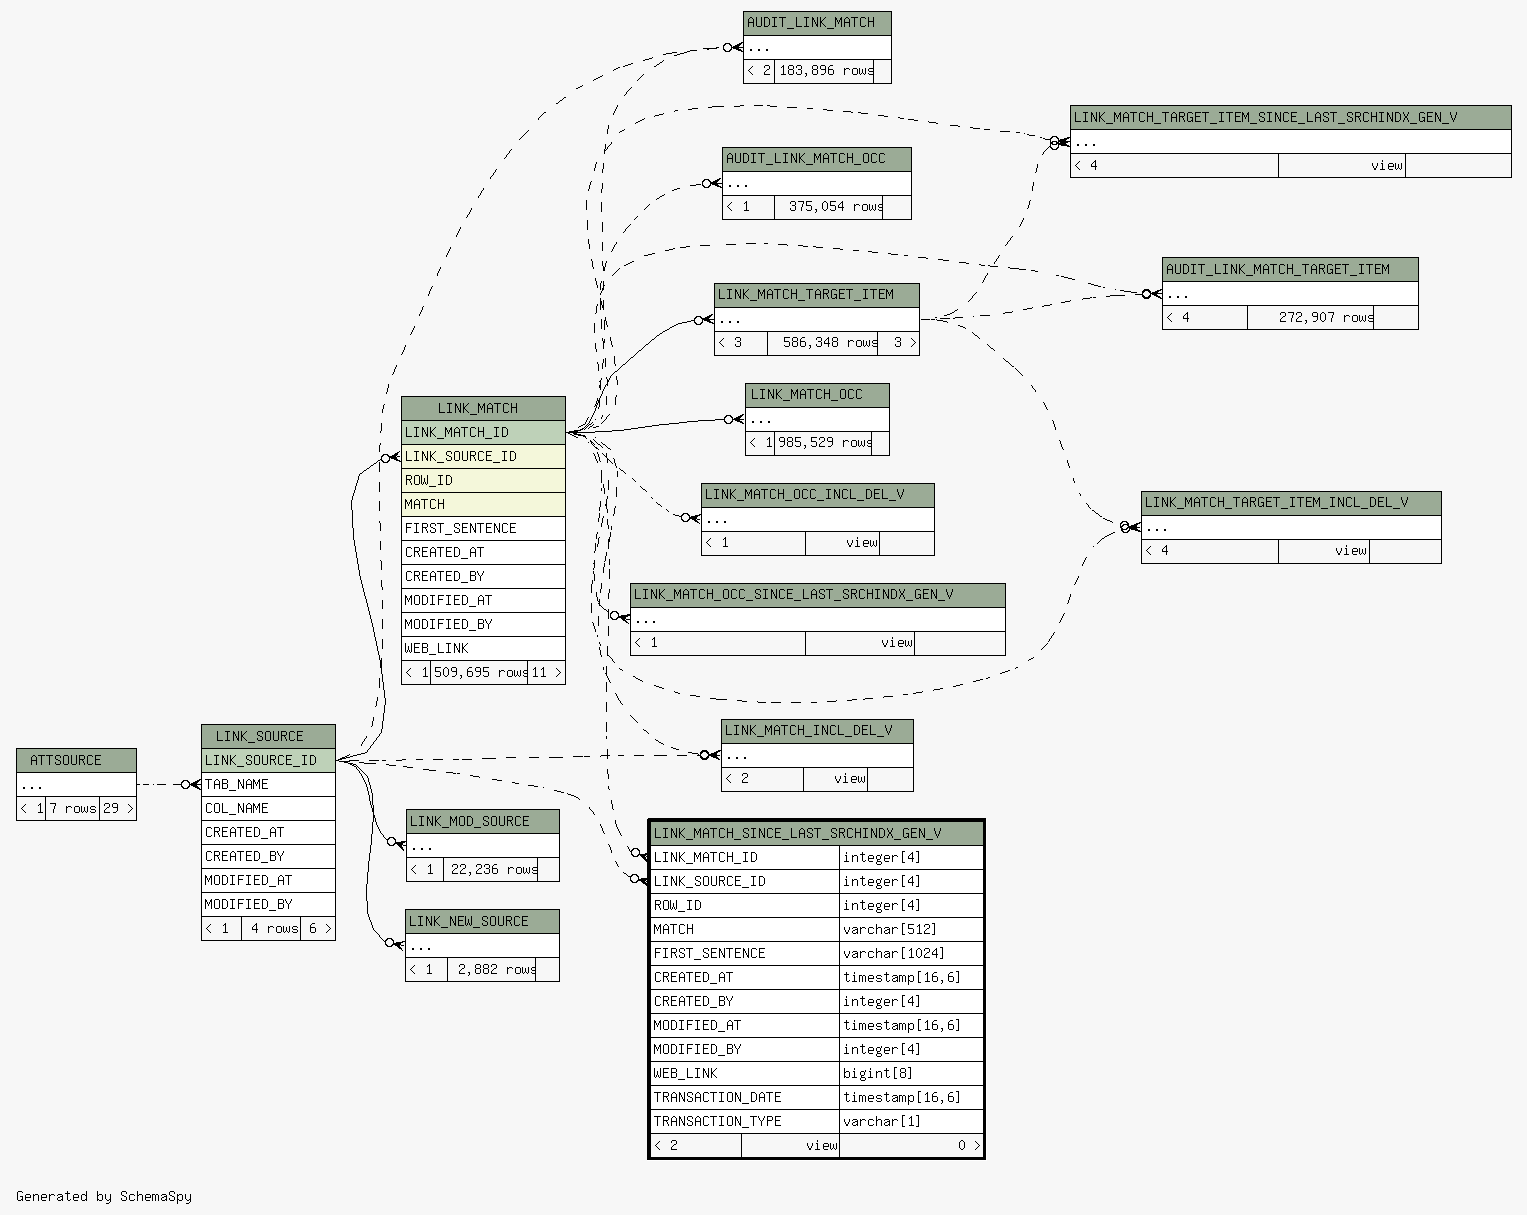 AUDIT_LINK_MATCH
...
< 2 183,896 rows
LINK_MATCH_TARGET_ITEM_SINCE_LAST_SRCHINDX_GEN_V
...
< 4 view
AUDIT_LINK_MATCH_OCC
...
< 1 375,054 rows
AUDIT_LINK_MATCH_TARGET_ITEM
...
< 4 272,907 rows
LINK_MATCH_TARGET_ITEM
...
< 3 586,348 rows 3 >
LINK_MATCH_OCC
...
< 1 985,529 rows
LINK_MATCH
LINK_MATCH_ID
LINK_SOURCE_ID
ROW_ID
MATCH
FIRST_SENTENCE
CREATED_AT
CREATED_BY
MODIFIED_AT
MODIFIED_BY
WEB_LINK
< 1 509,695 rows 11 >
LINK_MATCH_OCC_INCL_DEL_V
...
< 1 view
LINK_MATCH_TARGET_ITEM_INCL_DEL_V
...
< 4 view
LINK_MATCH_OCC_SINCE_LAST_SRCHINDX_GEN_V
...
< 1 view
LINK_MATCH_INCL_DEL_V
...
< 2 view
ATTSOURCE
...
< 1 7 rows 29 >
LINK_SOURCE
LINK_SOURCE_ID
TAB_NAME
COL_NAME
CREATED_AT
CREATED_BY
MODIFIED_AT
MODIFIED_BY
< 1 4 rows 6 >
LINK_MOD_SOURCE
...
< 1 22,236 rows
LINK_NEW_SOURCE
...
< 1 2,882 rows
LINK_MATCH_SINCE_LAST_SRCHINDX_GEN_V
LINK_MATCH_ID integer[4]
LINK_SOURCE_ID integer[4]
ROW_ID integer[4]
MATCH varchar[512]
FIRST_SENTENCE varchar[1024]
CREATED_AT timestamp[16,6]
CREATED_BY integer[4]
MODIFIED_AT timestamp[16,6]
MODIFIED_BY integer[4]
WEB_LINK bigint[8]
TRANSACTION_DATE timestamp[16,6]
TRANSACTION_TYPE varchar[1]
< 2 view 0 >
Generated by SchemaSpy